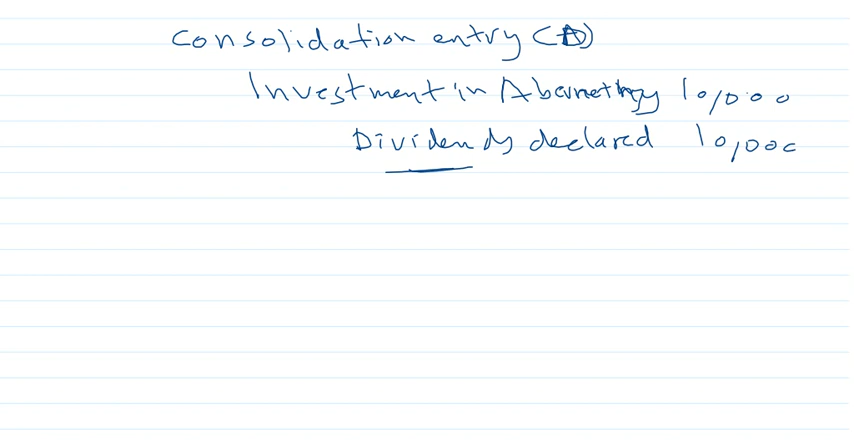 Consolidation entry (D)
Investment in Abernethy 10,000
Dividends declared 10,000